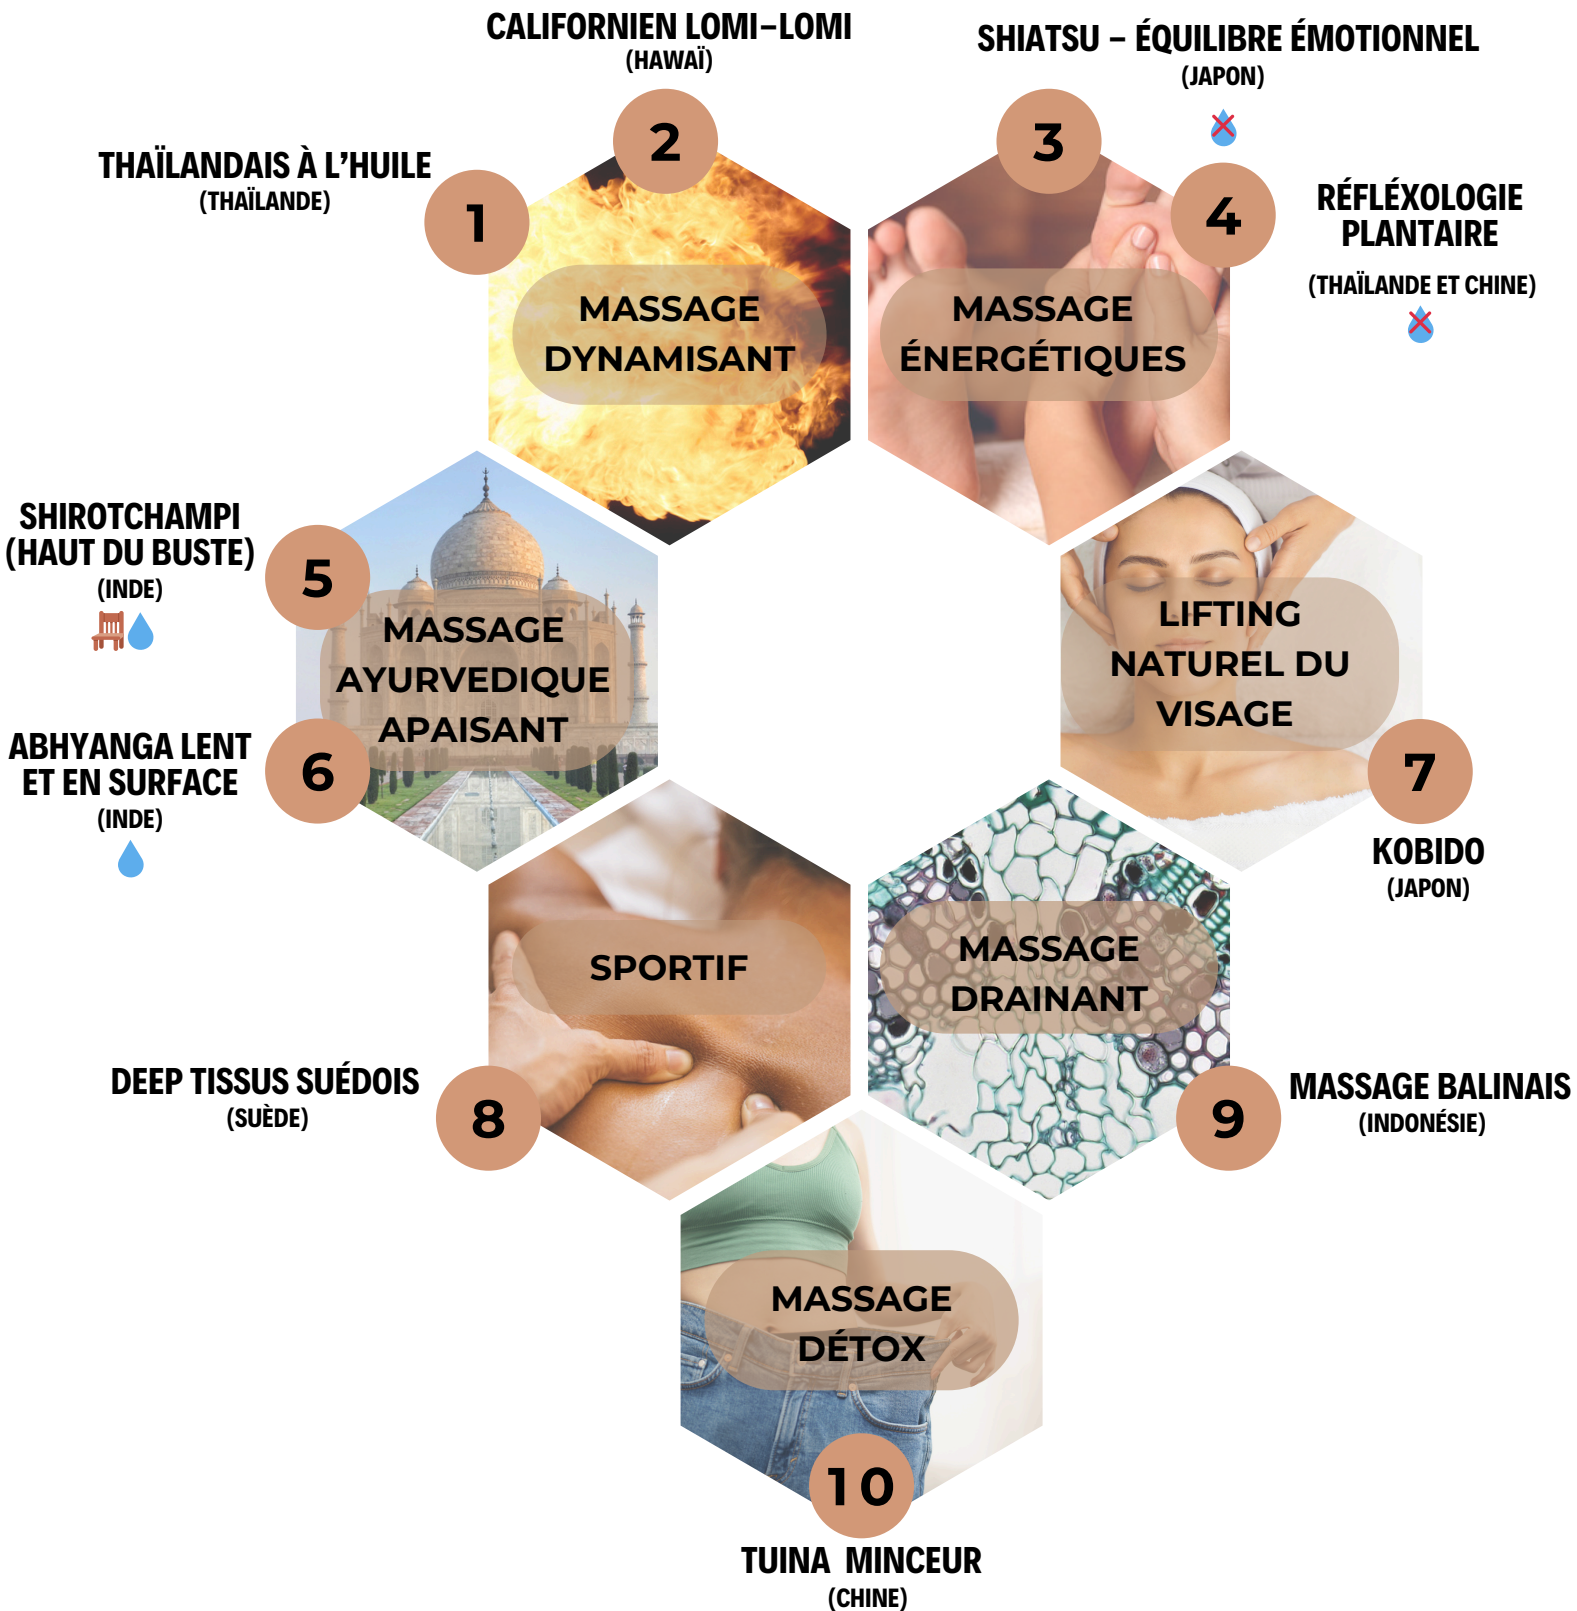 CALIFORNIEN LOMI–LOMI
(HAWAÏ)
SHIATSU – ÉQUILIBRE ÉMOTIONNEL
(JAPON)
2
3
THAÏLANDAIS À L'HUILE
(THAÏLANDE)
1
4
RÉFLÉXOLOGIE
PLANTAIRE
(THAÏLANDE ET CHINE)
MASSAGE
DYNAMISANT
MASSAGE
ÉNERGÉTIQUES
SHIROTCHAMPI
(HAUT DU BUSTE)
(INDE)
5
MASSAGE
AYURVEDIQUE
APAISANT
LIFTING
NATUREL DU
VISAGE
ABHYANGA LENT
ET EN SURFACE
(INDE)
6
7
KOBIDO
(JAPON)
SPORTIF
MASSAGE
DRAINANT
DEEP TISSUS SUÉDOIS
(SUÈDE)
8
9
MASSAGE BALINAIS
(INDONÉSIE)
MASSAGE
DÉTOX
10
TUINA MINCEUR
(CHINE)